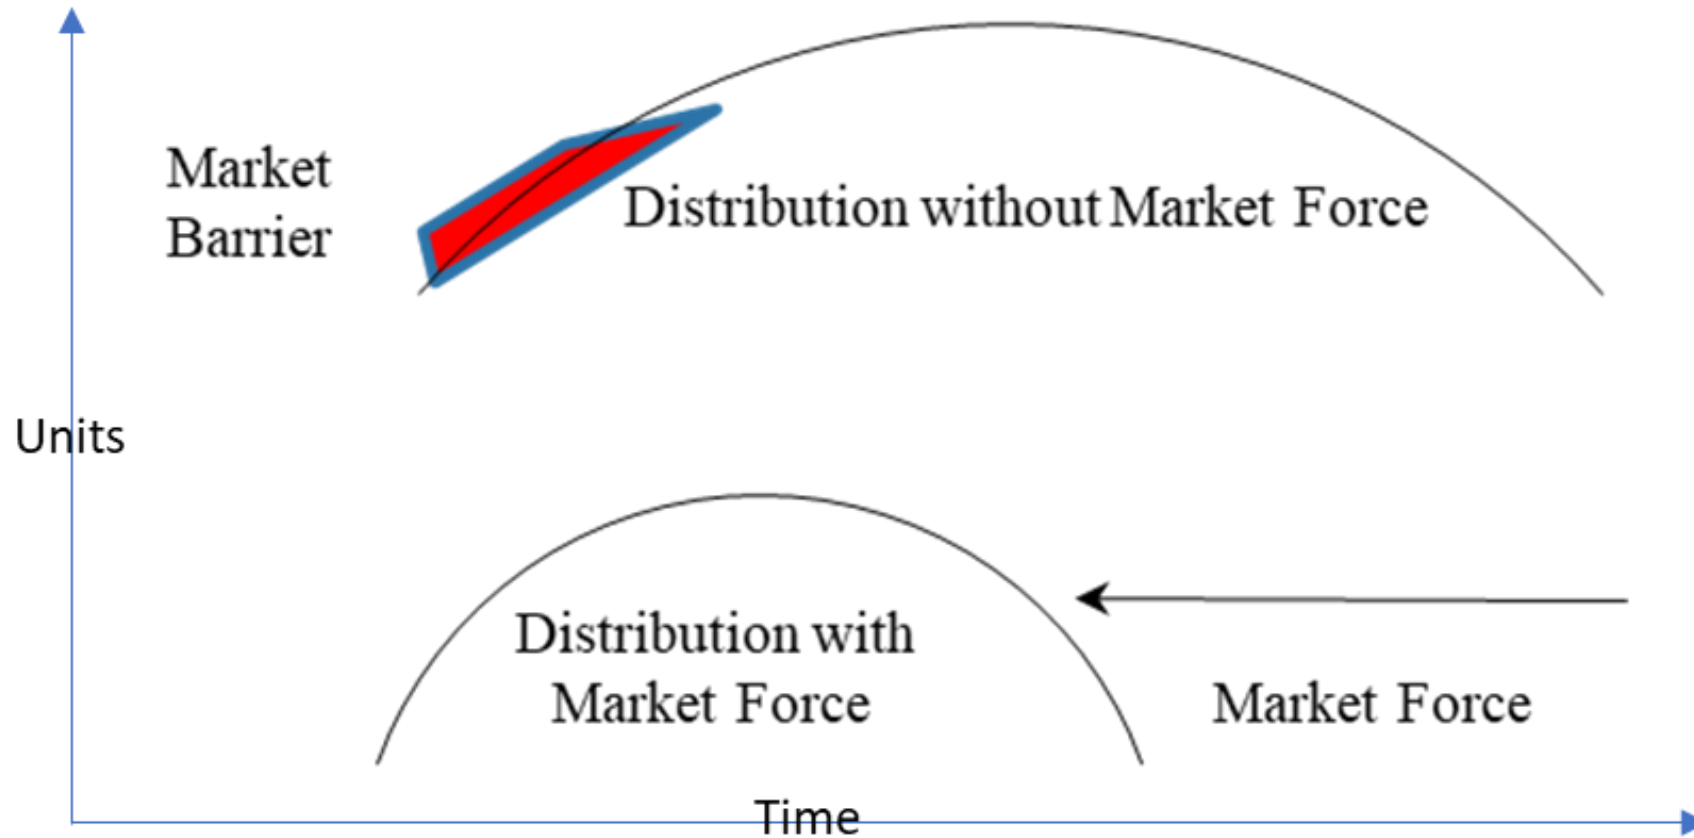 Market
Barrier
Distribution without Market Force
Units
Distribution with
Market Force
Market Force
Time